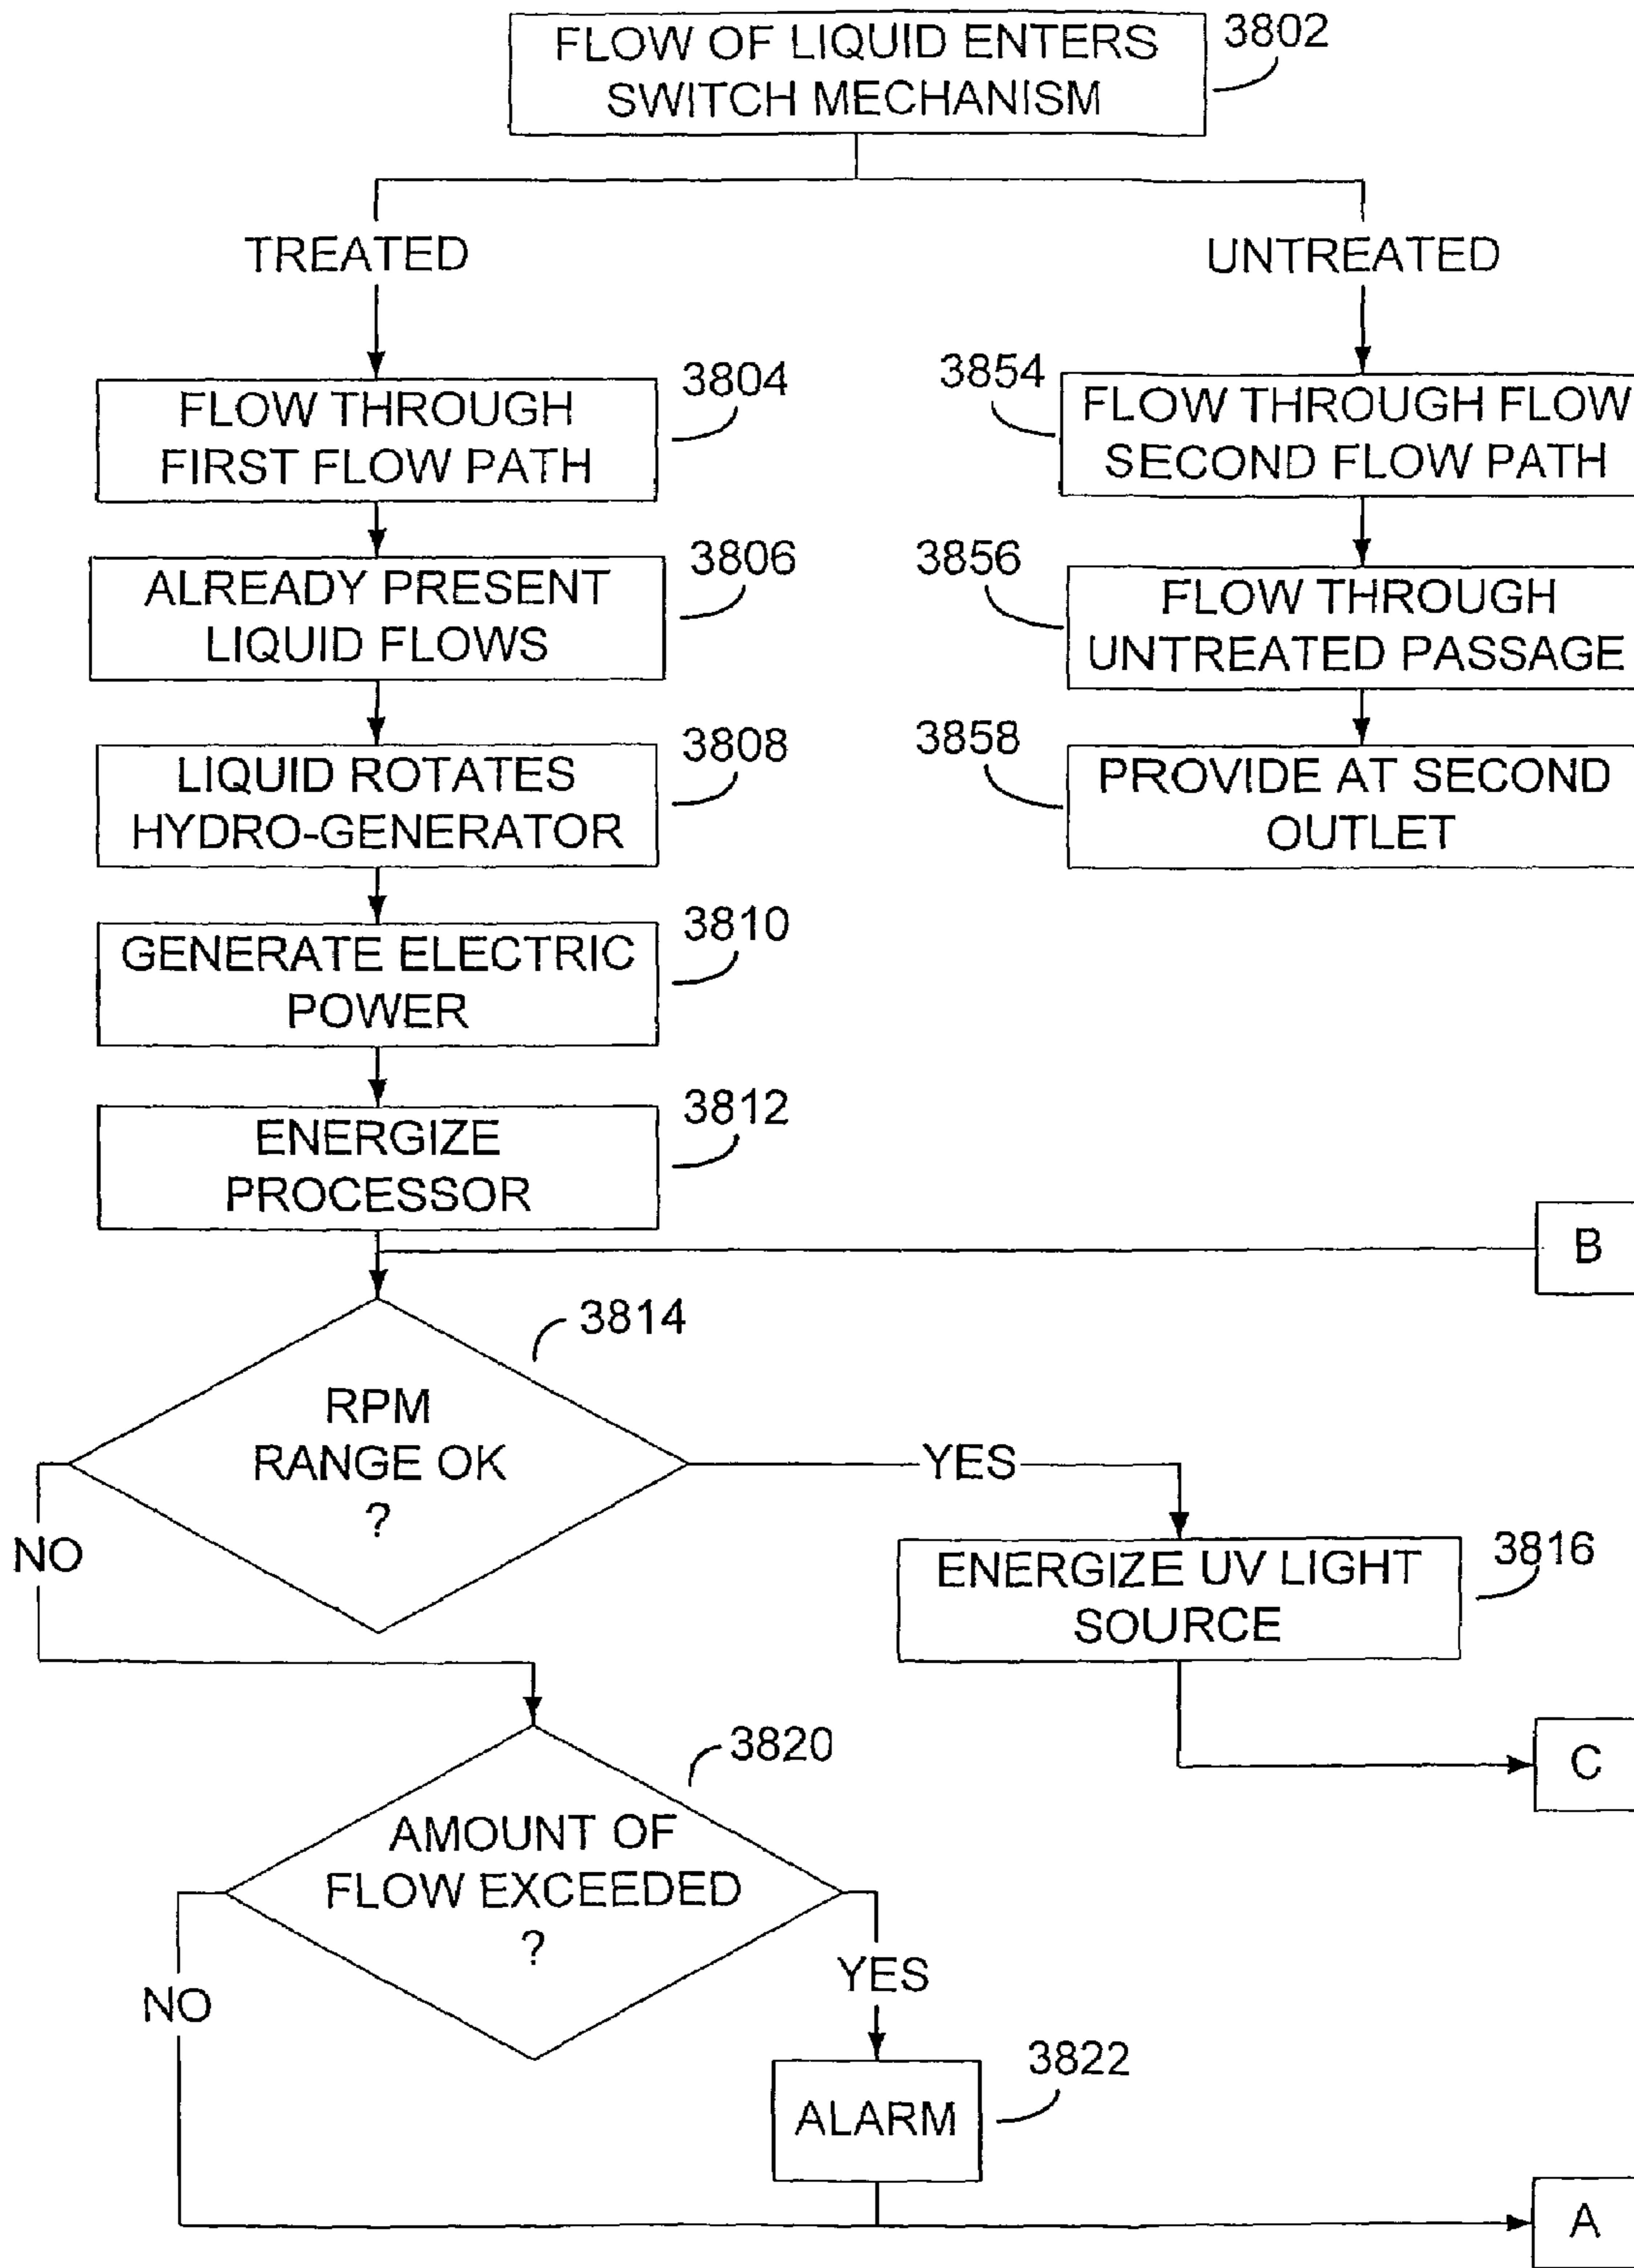 FLOW OF LIQUID ENTERS
SWITCH MECHANISM
3802
TREATED
UNTREATED
FLOW THROUGH
FIRST FLOW PATH
3804
3854
FLOW THROUGH FLOW
SECOND FLOW PATH
ALREADY PRESENT
LIQUID FLOWS
3806
3856
FLOW THROUGH
UNTREATED PASSAGE
LIQUID ROTATES
HYDRO-GENERATOR
3808
3858
PROVIDE AT SECOND
OUTLET
GENERATE ELECTRIC
POWER
3810
ENERGIZE
PROCESSOR
3812
B
3814
RPM
RANGE OK
?
YES
NO
ENERGIZE UV LIGHT
SOURCE
3816
C
3820
AMOUNT OF
FLOW EXCEEDED
?
YES
NO
ALARM
3822
A